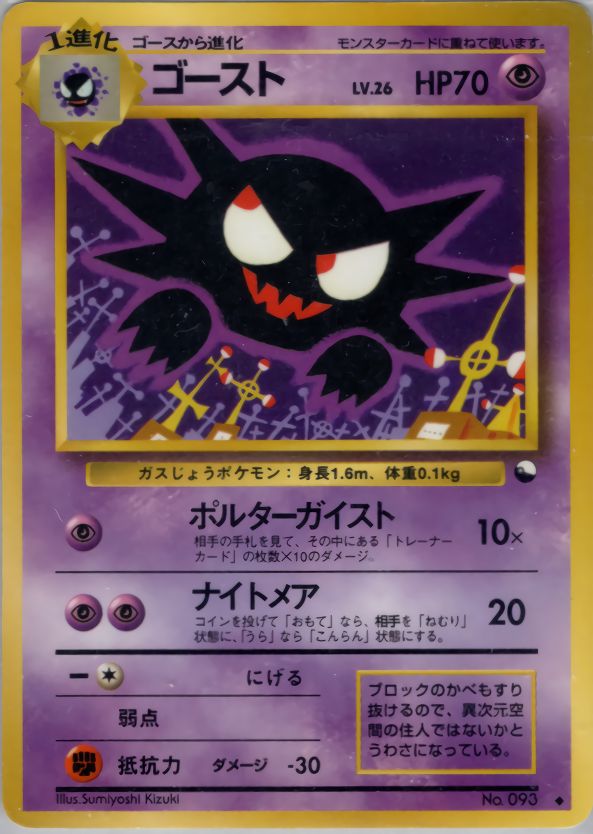 1進化
ゴースから進化
モンスターカードに重ねて使います。
ゴースト
LV.26
HP70
ガスじょうポケモン：身長1.6m、体重0.1kg
ポルターガイスト
10×
相手の手札を見て、その中にある「トレーナー
カード」の枚数×10のダメージ。
ナイトメア
20
コインを投げて「おもて」なら、相手を「ねむり」
状態に、「うら」なら「こんらん」状態にする。
にげる
弱点
抵抗力 ダメージ -30
ブロックのかべもすり
抜けるので、異次元空
間の住人ではないかと
うわさになっている。
Illus.Sumiyoshi Kizuki
No. 093